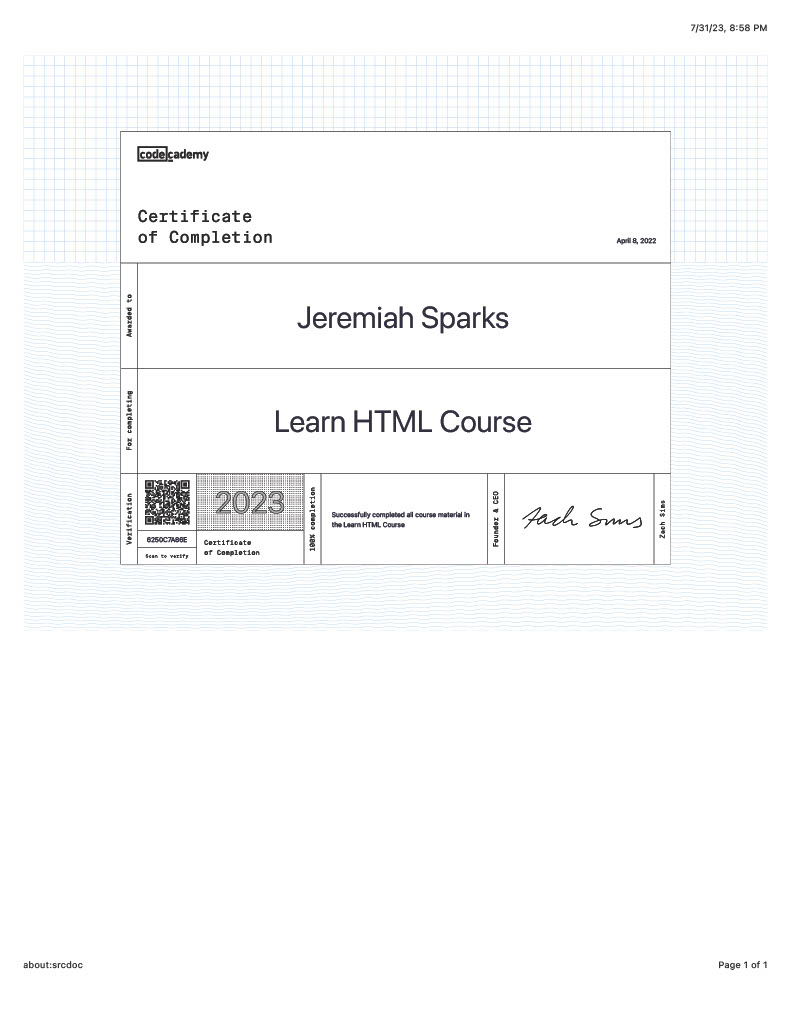 7/31/23, 8:58 PM
codecademy
Certificate
of Completion
April 8, 2022
Awarded to
Jeremiah Sparks
For completing
Learn HTML Course
Verification
6250C7A86E
Scan to verify
2023
Certificate
of Completion
100% completion
Successfully completed all course material in
the Learn HTML Course
Founder & CEO
Zach Sims
Zach Sims
about:srcdoc
Page 1 of 1